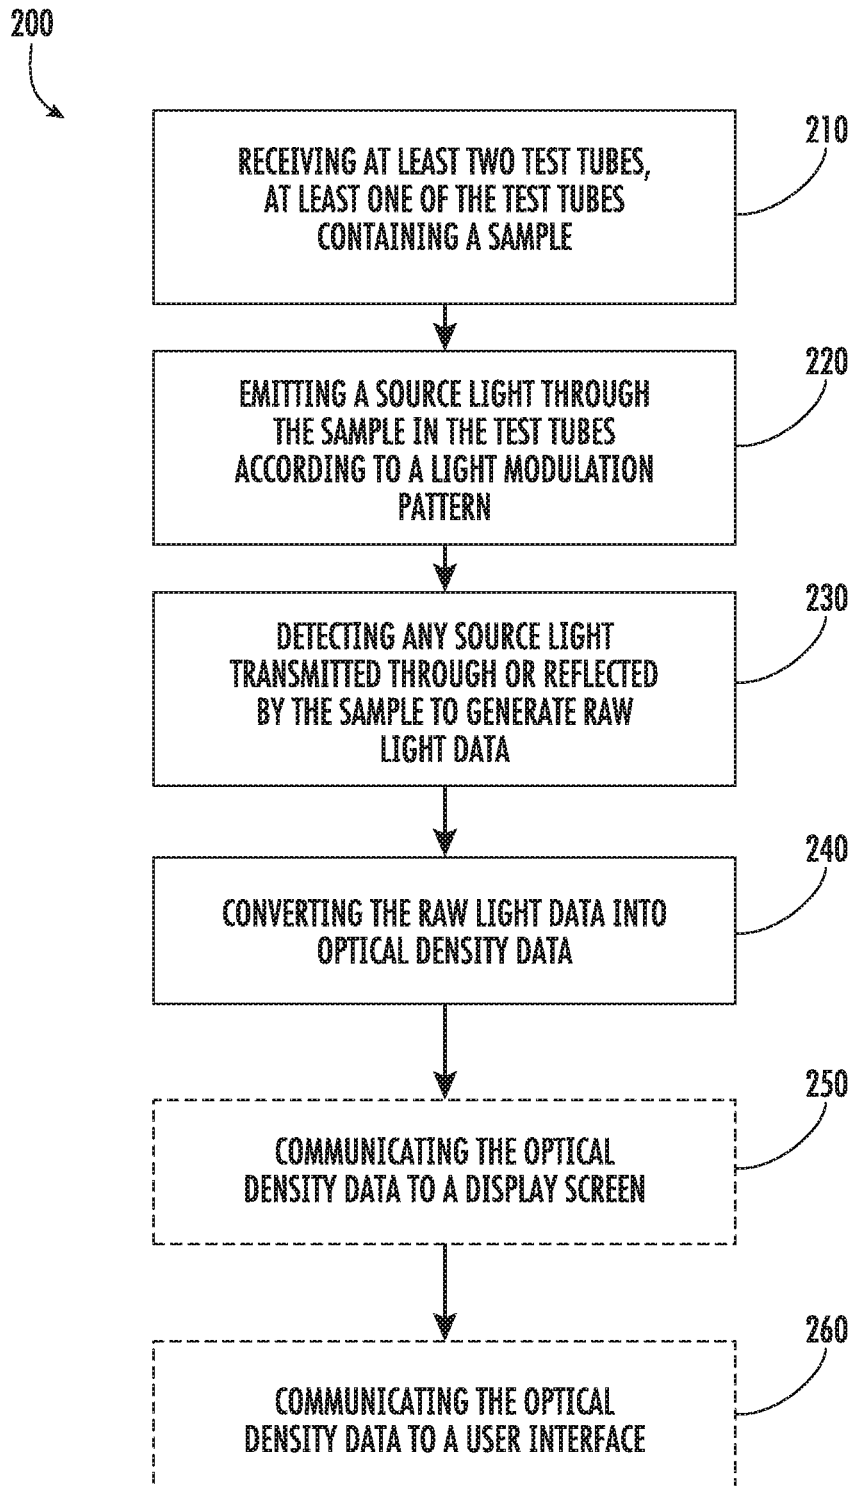 200
210
RECEIVING AT LEAST TWO TEST TUBES,
AT LEAST ONE OF THE TEST TUBES
CONTAINING A SAMPLE
220
EMITTING A SOURCE LIGHT THROUGH
THE SAMPLE IN THE TEST TUBES
ACCORDING TO A LIGHT MODULATION
PATTERN
230
DETECTING ANY SOURCE LIGHT
TRANSMITTED THROUGH OR REFLECTED
BY THE SAMPLE TO GENERATE RAW
LIGHT DATA
240
CONVERTING THE RAW LIGHT DATA INTO
OPTICAL DENSITY DATA
250
COMMUNICATING THE OPTICAL
DENSITY DATA TO A DISPLAY SCREEN
260
COMMUNICATING THE OPTICAL
DENSITY DATA TO A USER INTERFACE